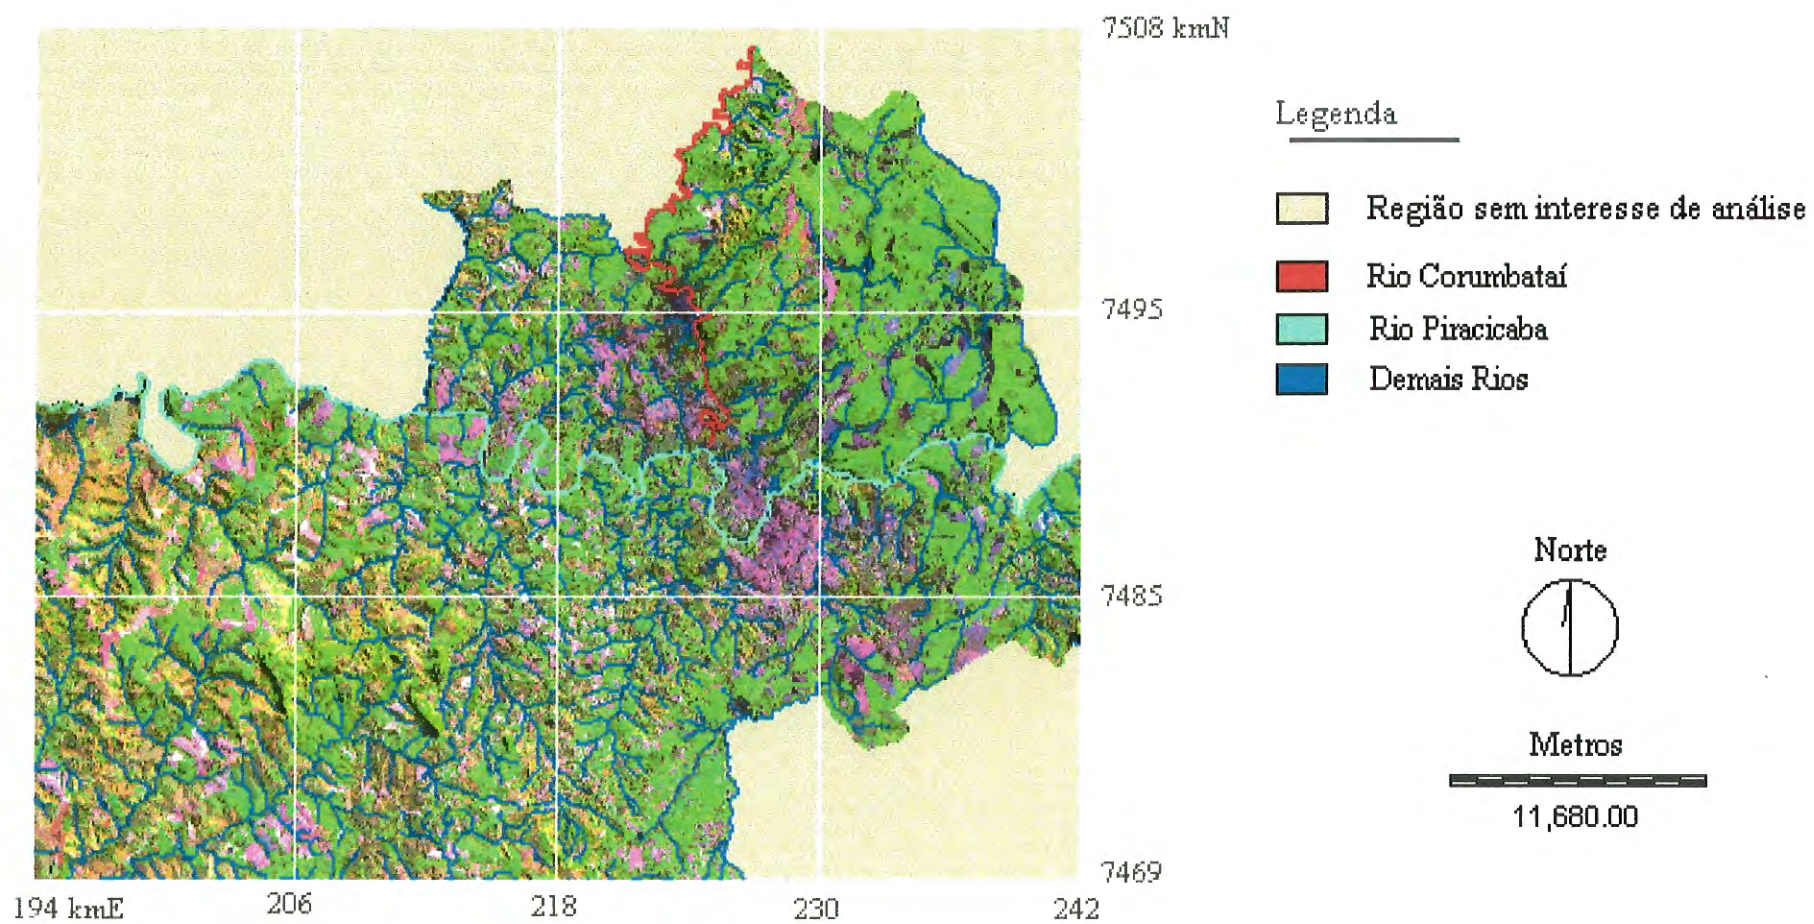 7508 kmN
7495
7485
7469
194 kmE
206
218
230
242
Legenda
Região sem interesse de análise
Rio Corumbataí
Rio Piracicaba
Demais Rios
Norte
Metros
11,680.00